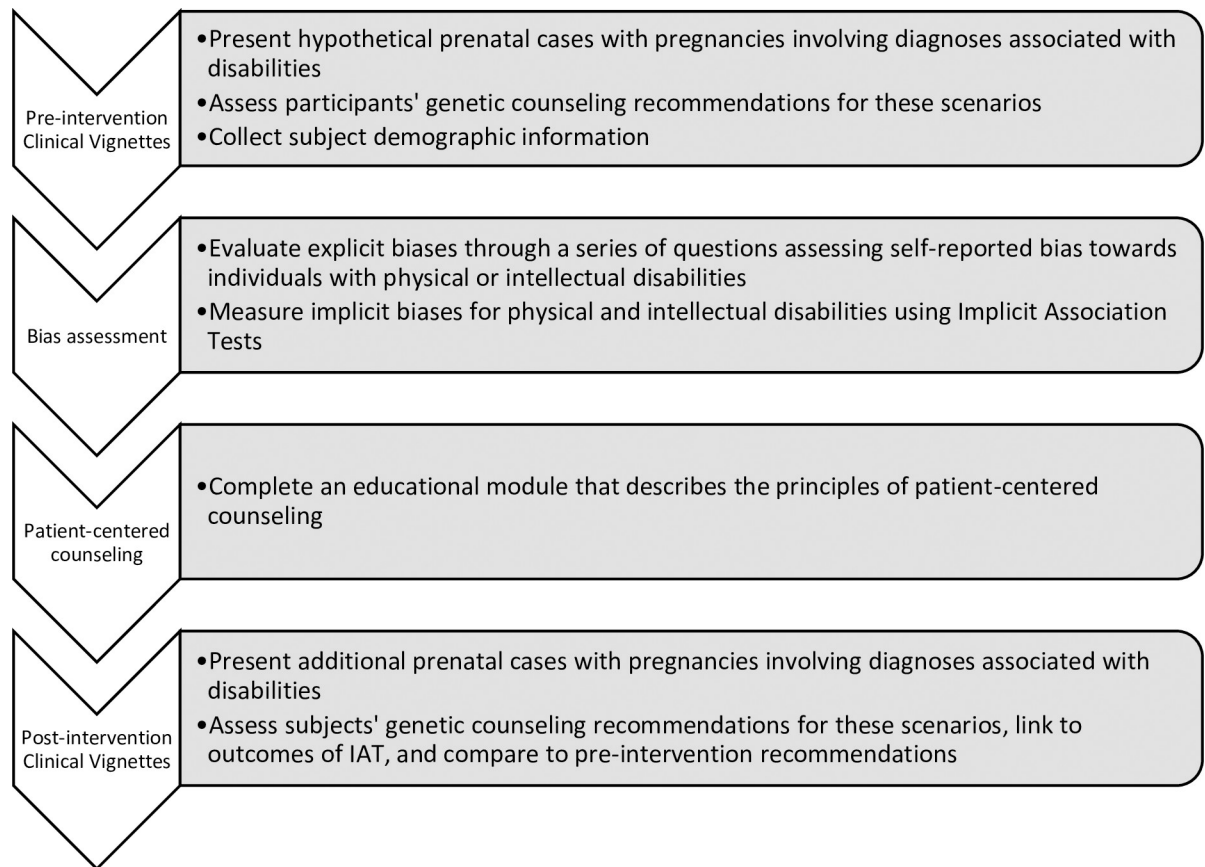 Pre-intervention
Clinical Vignettes
•Present hypothetical prenatal cases with pregnancies involving diagnoses associated with
disabilities
•Assess participants' genetic counseling recommendations for these scenarios
•Collect subject demographic information
Bias assessment
•Evaluate explicit biases through a series of questions assessing self-reported bias towards
individuals with physical or intellectual disabilities
•Measure implicit biases for physical and intellectual disabilities using Implicit Association
Tests
Patient-centered
counseling
•Complete an educational module that describes the principles of patient-centered
counseling
Post-intervention
Clinical Vignettes
•Present additional prenatal cases with pregnancies involving diagnoses associated with
disabilities
•Assess subjects' genetic counseling recommendations for these scenarios, link to
outcomes of IAT, and compare to pre-intervention recommendations